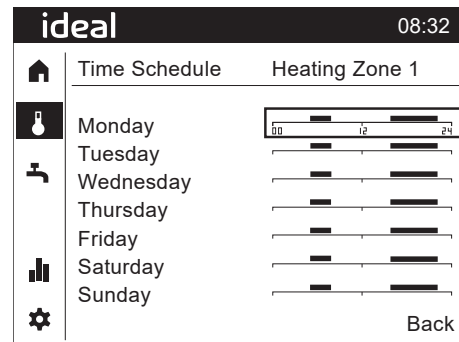 ideal 08:32
Time Schedule Heating Zone 1
Monday
00 12 24
Tuesday
Wednesday
Thursday
Friday
Saturday
Sunday
Back